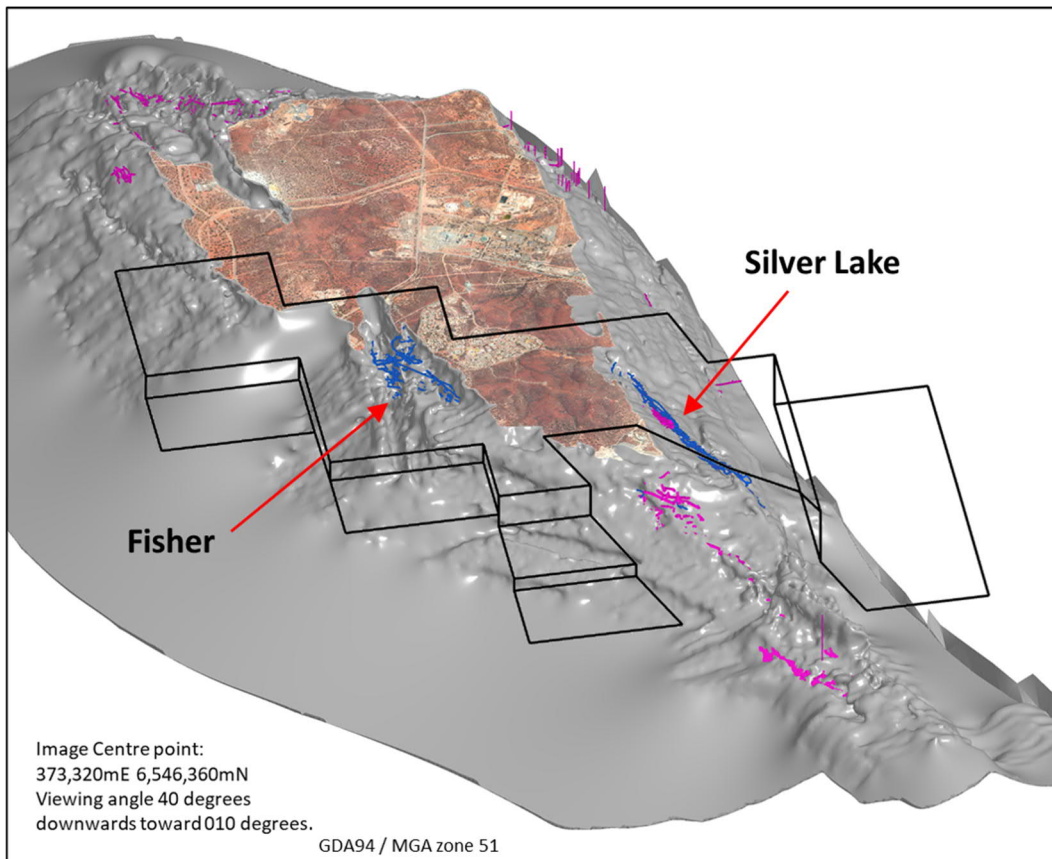 Silver Lake
Fisher
Image Centre point:
373,320mE 6,546,360mN
Viewing angle 40 degrees
downwards toward 010 degrees.
GDA94 / MGA zone 51